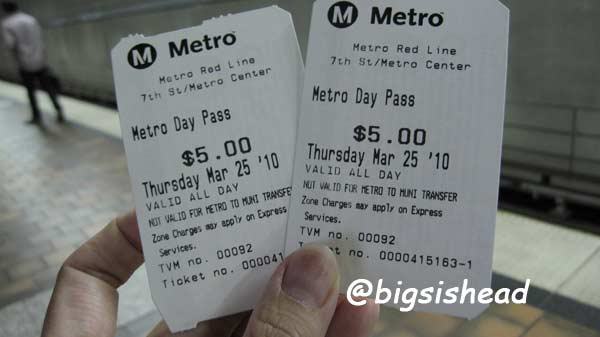 M Metro
Metro Red Line
7th St/Metro Center
Metro Day Pass
$5.00
Thursday Mar 25 '10
VALID ALL DAY
NOT VALID FOR METRO TO MUNI TRANSFER
Zone Charges may apply on Express
Services.
TVM no. 00092
Ticket no. 000041
M Metro
Metro Red Line
7th St/Metro Center
Metro Day Pass
$5.00
Thursday Mar 25 '10
VALID ALL DAY
NOT VALID FOR METRO TO MUNI TRANSFER
Zone Charges may apply on Express
Services.
TVM no. 00092
Ticket no. 0000415163-1
@bigsishead